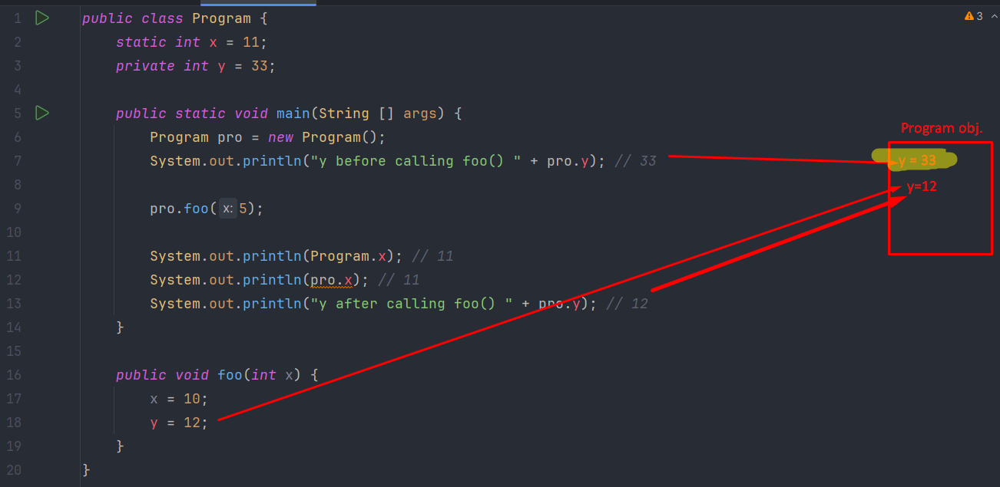 1 public class Program { 3
2 static int x = 11;
3 private int y = 33;
4
5 public static void main(String [] args) {
Program obj.
6 Program pro = new Program();
7 System.out.println("y before calling foo() " + pro.y); // 33 y = 33
8 y=12
9 pro.foo( x: 5);
10
11 System.out.println(Program.x); // 11
12 System.out.println(pro.x); // 11
13 System.out.println("y after calling foo() " + pro.y); // 12
14 }
15
16 public void foo(int x) {
17 x = 10;
18 y = 12;
19 }
20 }